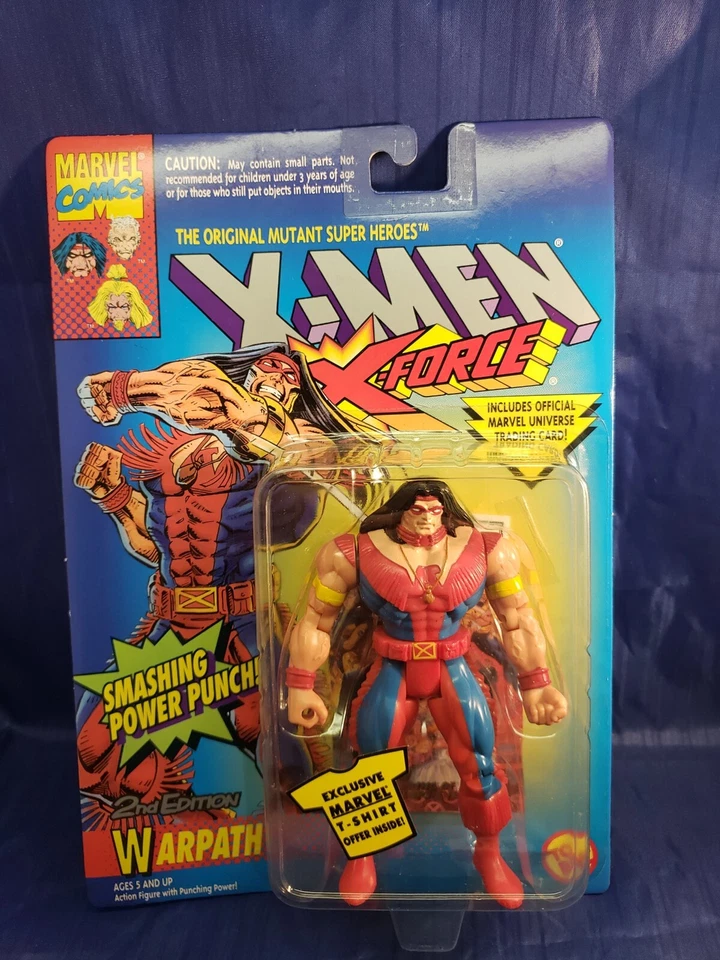 MARVEL®
COMICS
CAUTION: May contain small parts. Not
recommended for children under 3 years of age
or for those who still put objects in their mouths.
THE ORIGINAL MUTANT SUPER HEROES™
X-MEN®
X-FORCE®
TM
TM
TM
INCLUDES OFFICIAL
MARVEL UNIVERSE
TRADING CARD!
SMASHING
POWER PUNCH!
EXCLUSIVE
MARVEL
T-SHIRT
OFFER INSIDE!
2nd EDITION
WARPATH
AGES 5 AND UP
Action Figure with Punching Power!